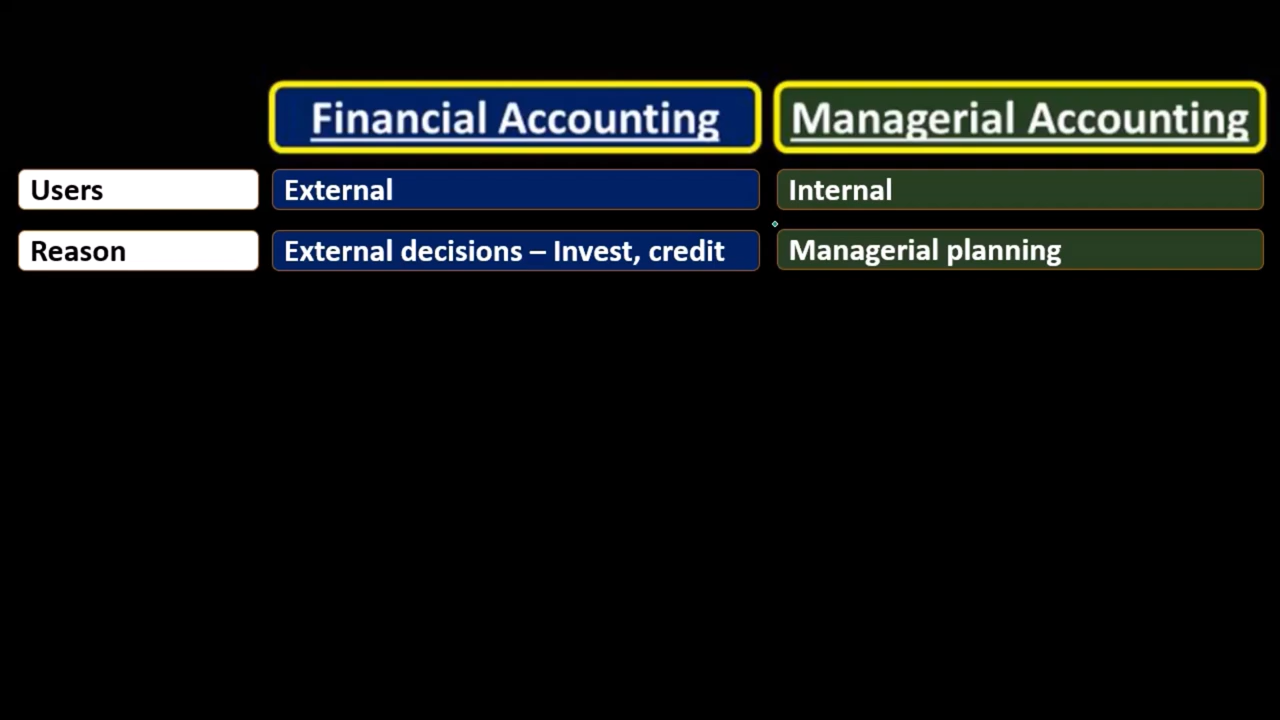 Financial Accounting
Managerial Accounting
Users
External
Internal
Reason
External decisions – Invest, credit
Managerial planning